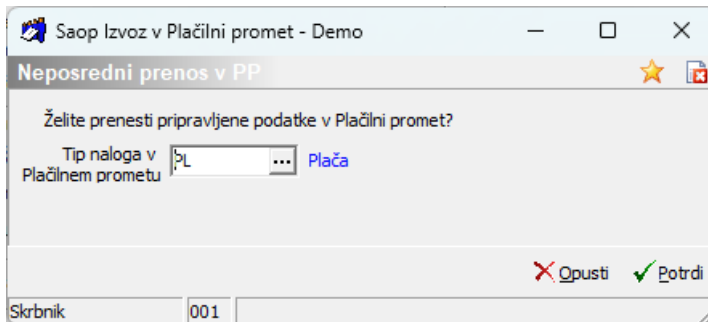 Saop Izvoz v Plačilni promet - Demo
Neposredni prenos v PP
Želite prenesti pripravljene podatke v Plačilni promet?
Tip naloga v Plačilnem prometu
PL ... Plača
Opusti Potrdi
Skrbnik 001